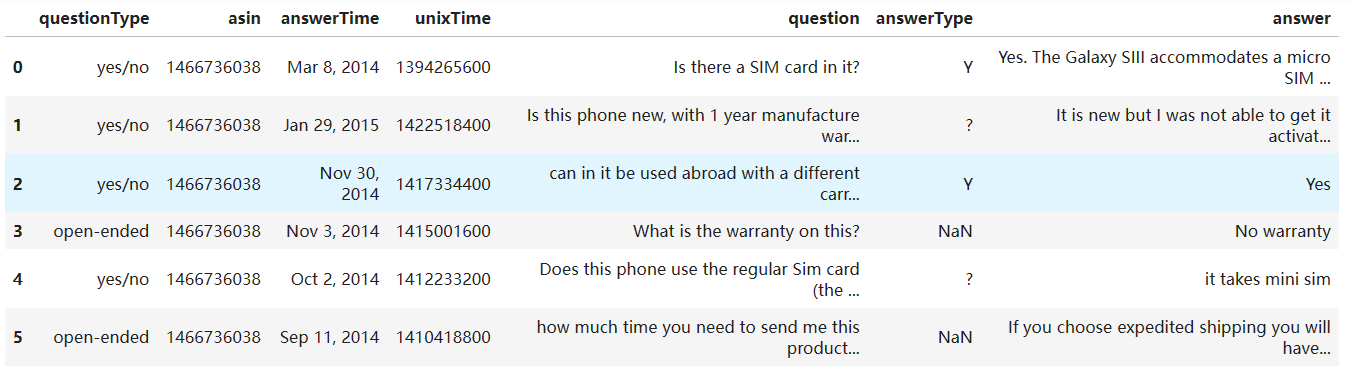 questionType asin answerTime unixTime question answerType answer
0 yes/no 1466736038 Mar 8, 2014 1394265600 Is there a SIM card in it? Y Yes. The Galaxy SIII accommodates a micro SIM ...
1 yes/no 1466736038 Jan 29, 2015 1422518400 Is this phone new, with 1 year manufacture war... ? It is new but I was not able to get it activat...
2 yes/no 1466736038 Nov 30, 2014 1417334400 can in it be used abroad with a different carr... Y Yes
3 open-ended 1466736038 Nov 3, 2014 1415001600 What is the warranty on this? NaN No warranty
4 yes/no 1466736038 Oct 2, 2014 1412233200 Does this phone use the regular Sim card (the ... ? it takes mini sim
5 open-ended 1466736038 Sep 11, 2014 1410418800 how much time you need to send me this product... NaN If you choose expedited shipping you will have...